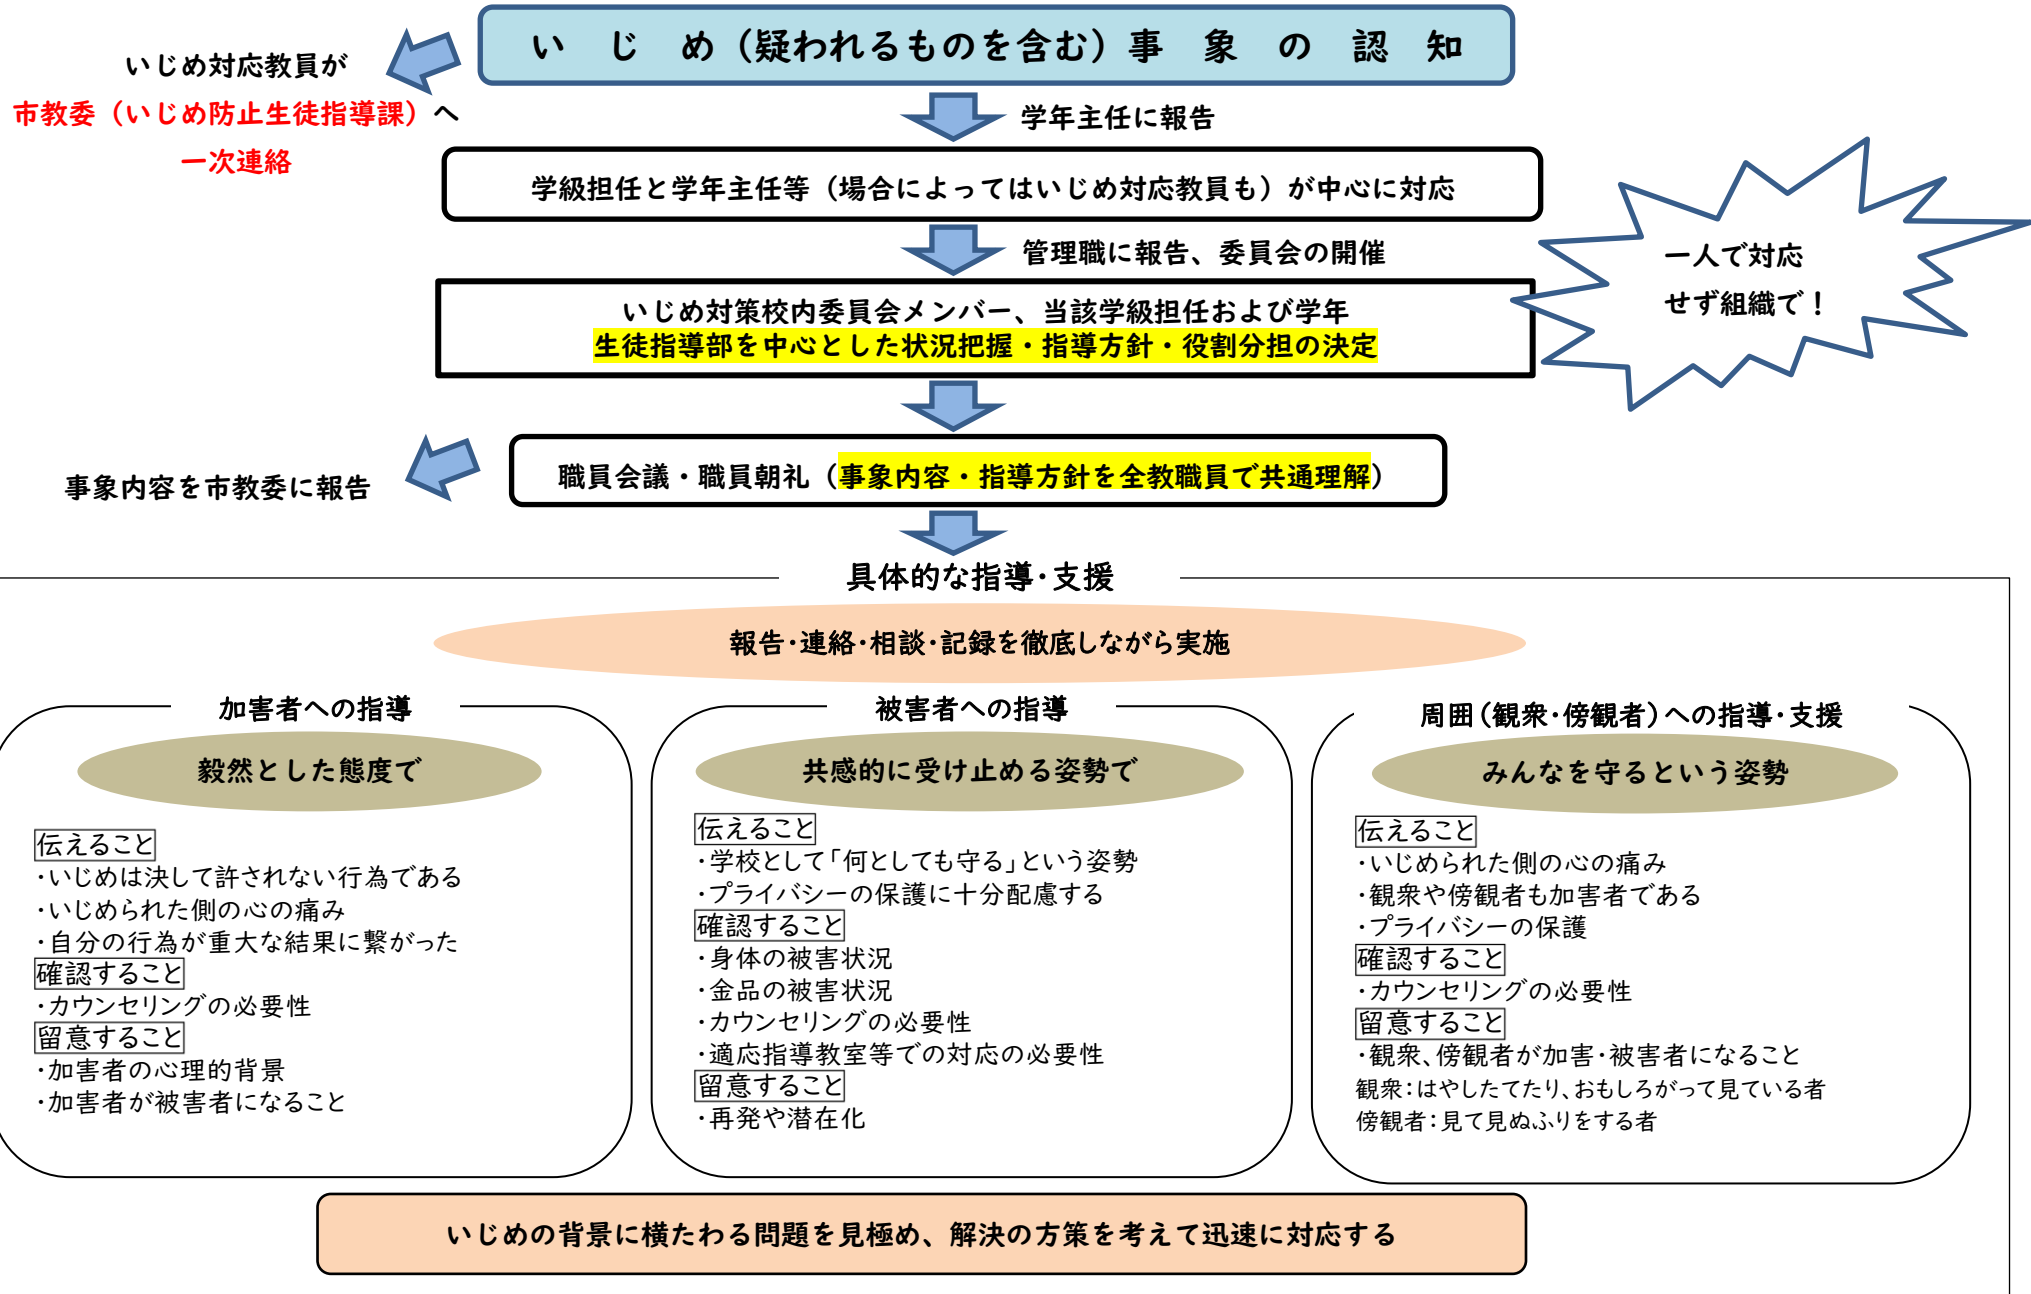 い じ め（疑われるものを含む）事 象 の 認 知
いじめ対応教員が
市教委（いじめ防止生徒指導課）へ
一次連絡
学年主任に報告
学級担任と学年主任等（場合によってはいじめ対応教員も）が中心に対応
管理職に報告、委員会の開催
一人で対応
せず組織で！
いじめ対策校内委員会メンバー、当該学級担任および学年
生徒指導部を中心とした状況把握・指導方針・役割分担の決定
職員会議・職員朝礼（事象内容・指導方針を全教職員で共通理解）
事象内容を市教委に報告
具体的な指導・支援
報告・連絡・相談・記録を徹底しながら実施
加害者への指導
毅然とした態度で
伝えること
・いじめは決して許されない行為である
・いじめられた側の心の痛み
・自分の行為が重大な結果に繋がった
確認すること
・カウンセリングの必要性
留意すること
・加害者の心理的背景
・加害者が被害者になること
被害者への指導
共感的に受け止める姿勢で
伝えること
・学校として「何としても守る」という姿勢
・プライバシーの保護に十分配慮する
確認すること
・身体の被害状況
・金品の被害状況
・カウンセリングの必要性
・適応指導教室等での対応の必要性
留意すること
・再発や潜在化
周囲（観衆・傍観者）への指導・支援
みんなを守るという姿勢
伝えること
・いじめられた側の心の痛み
・観衆や傍観者も加害者である
・プライバシーの保護
確認すること
・カウンセリングの必要性
留意すること
・観衆、傍観者が加害・被害者になること
観衆：はやしたてたり、おもしろがって見ている者
傍観者：見て見ぬふりをする者
いじめの背景に横たわる問題を見極め、解決の方策を考えて迅速に対応する